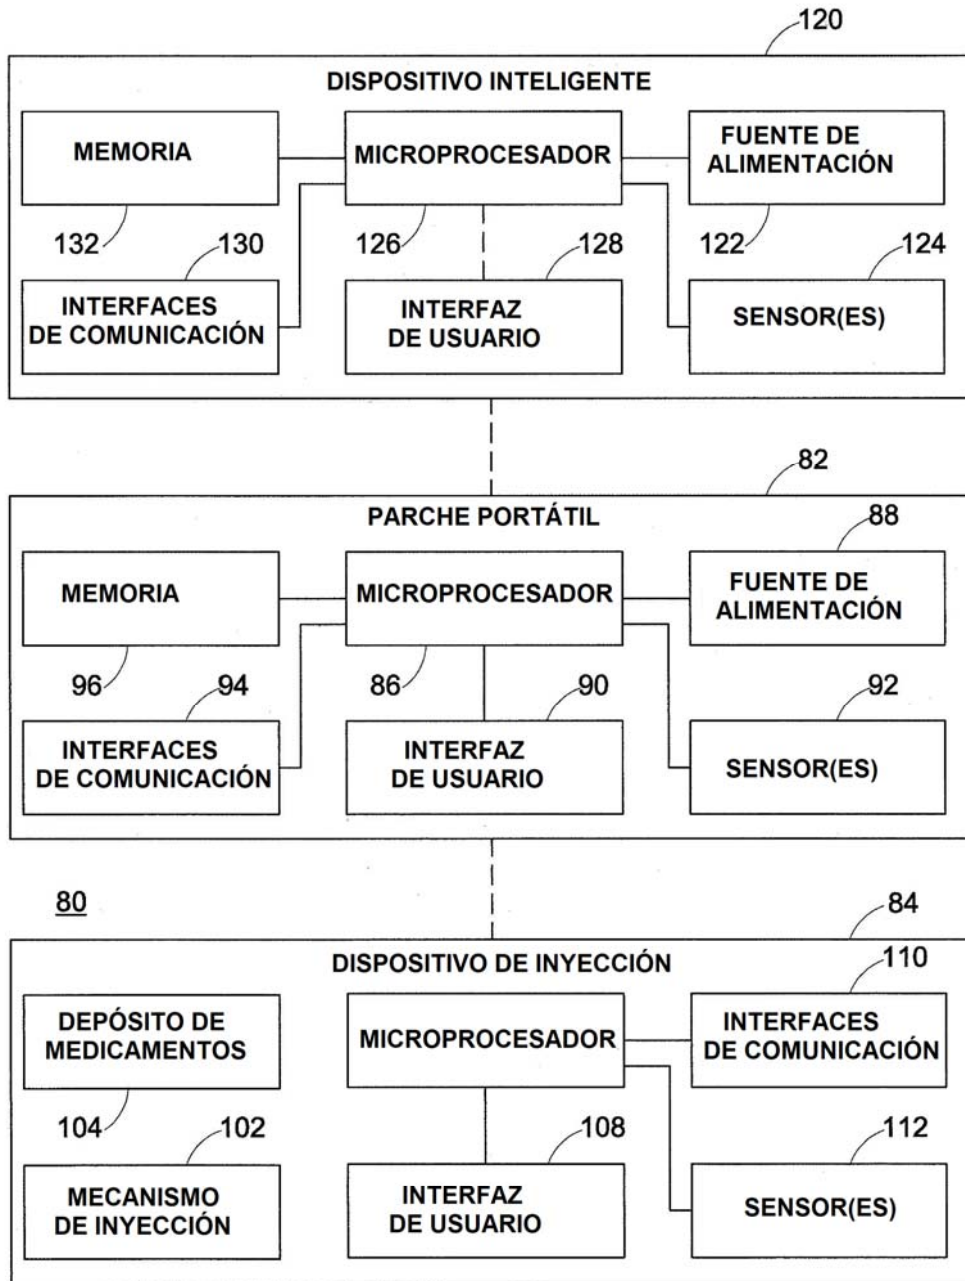 120
DISPOSITIVO INTELIGENTE
MEMORIA
MICROPROCESADOR
FUENTE DE
ALIMENTACIÓN
132
130
126
128
122
124
INTERFACES
DE COMUNICACIÓN
INTERFAZ
DE USUARIO
SENSOR(ES)
82
PARCHE PORTÁTIL
88
MEMORIA
MICROPROCESADOR
FUENTE DE
ALIMENTACIÓN
96
94
86
90
92
INTERFACES
DE COMUNICACIÓN
INTERFAZ
DE USUARIO
SENSOR(ES)
80
84
DISPOSITIVO DE INYECCIÓN
110
DEPÓSITO DE
MEDICAMENTOS
MICROPROCESADOR
INTERFACES
DE COMUNICACIÓN
104
102
108
112
MECANISMO
DE INYECCIÓN
INTERFAZ
DE USUARIO
SENSOR(ES)